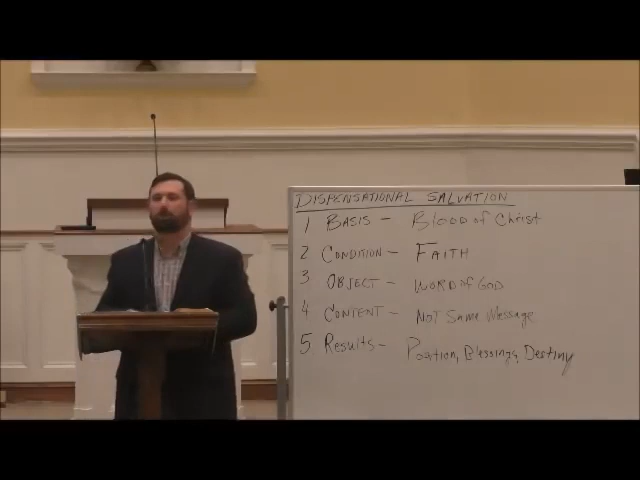 DISPENSATIONAL SALVATION
1 BASIS - Blood of Christ
2 CONDITION - FAITH
3 OBJECT - WORD of GOD
4 CONTENT - NOT SAME Message
5 Results - Position, Blessings, Destiny